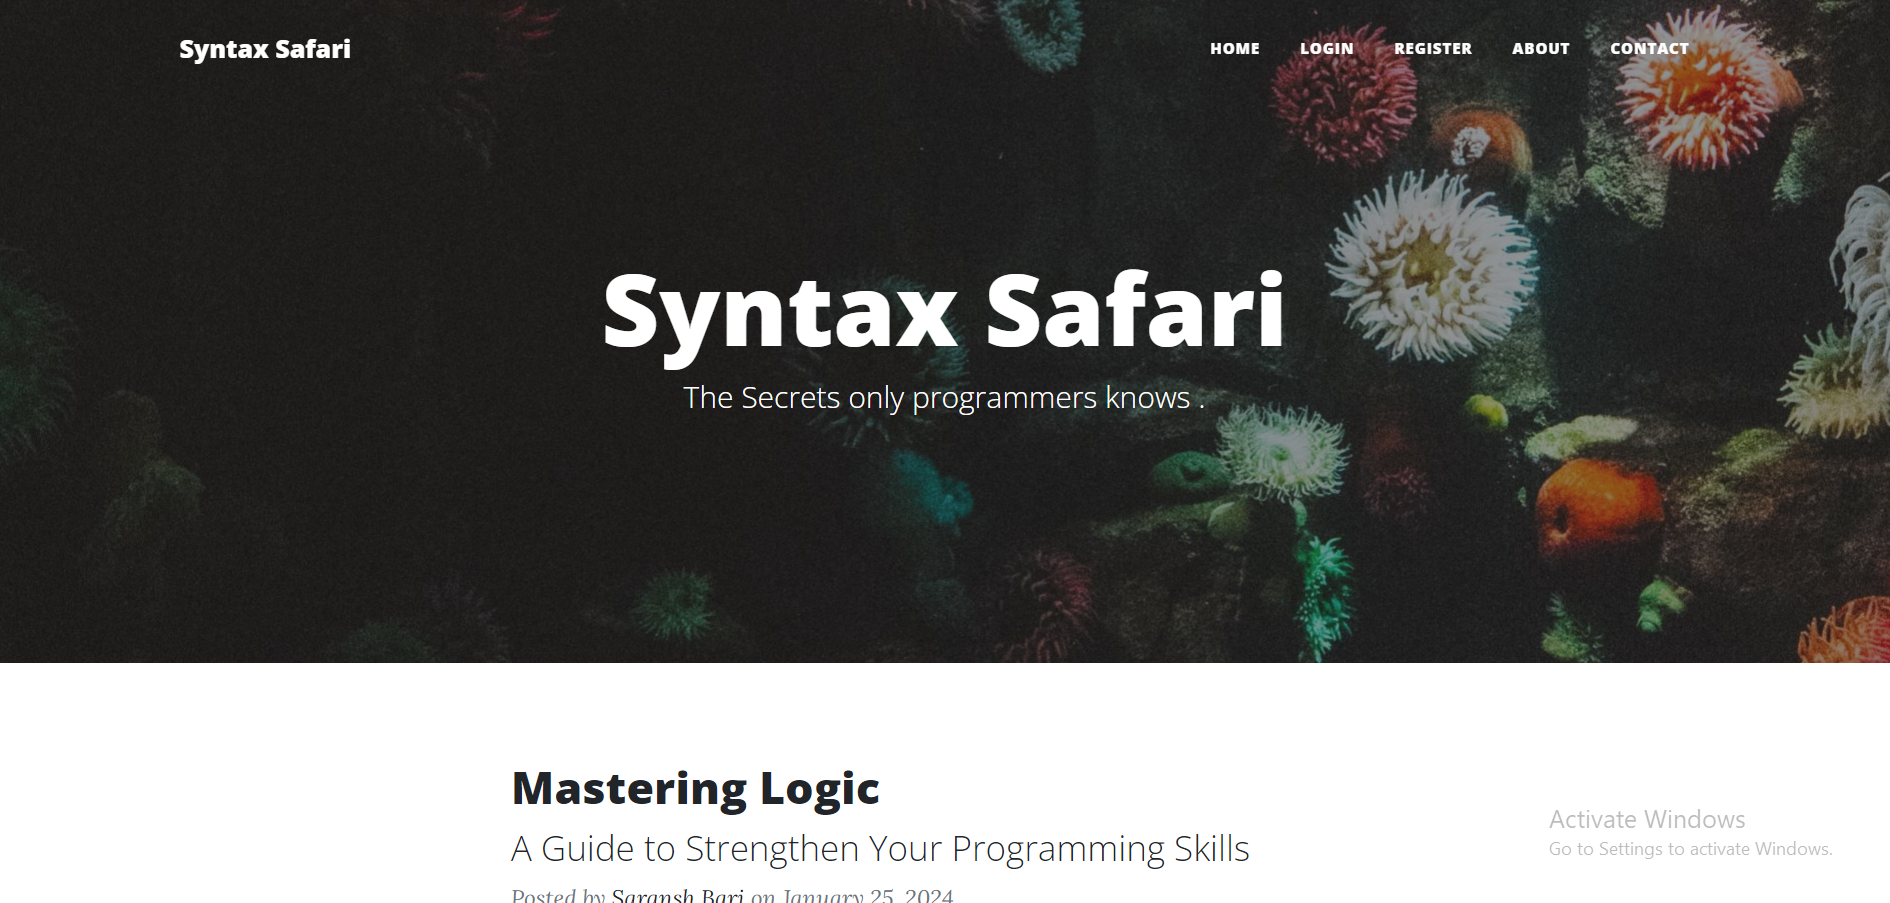 Syntax Safari
HOME LOGIN REGISTER ABOUT CONTACT
Syntax Safari
The Secrets only programmers knows .
Mastering Logic
A Guide to Strengthen Your Programming Skills
Posted by Saransh Bari on January 25, 2024
Activate Windows
Go to Settings to activate Windows.